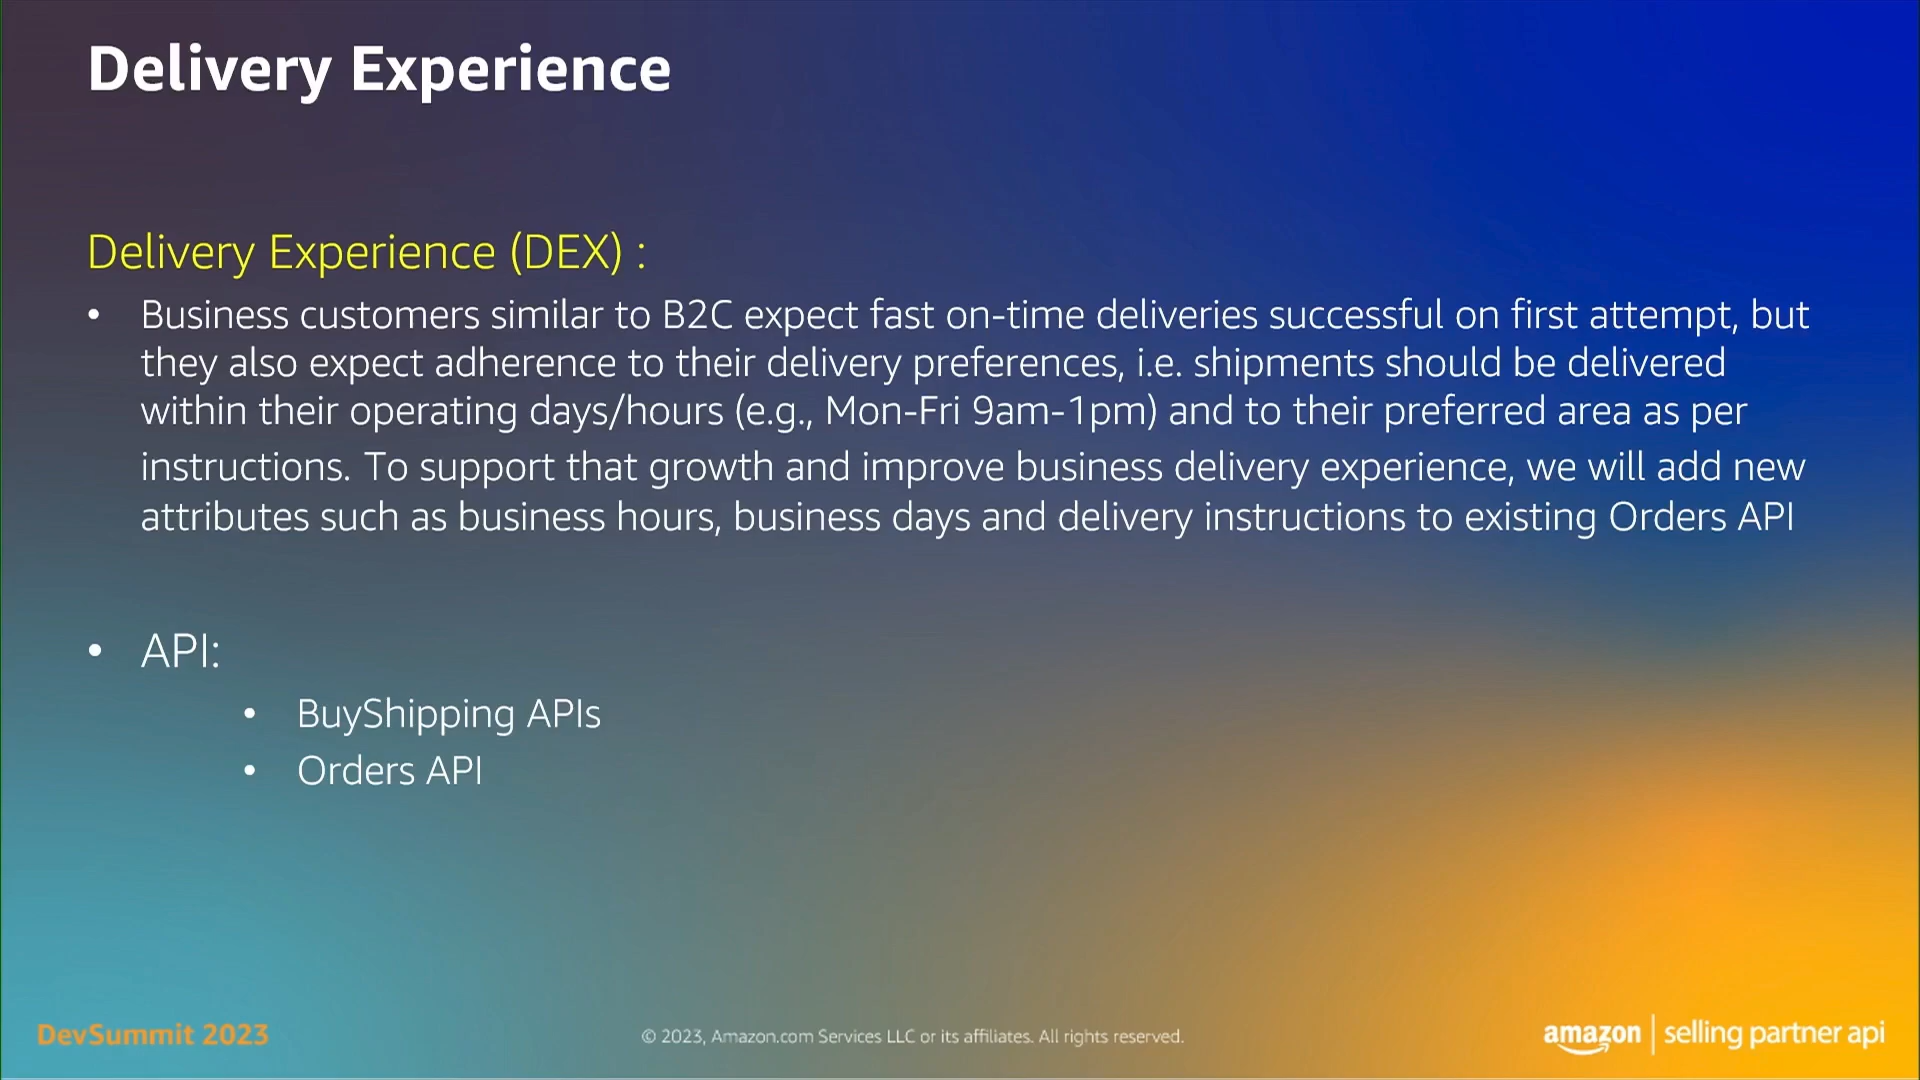 Delivery Experience
Delivery Experience (DEX) :
• Business customers similar to B2C expect fast on-time deliveries successful on first attempt, but
they also expect adherence to their delivery preferences, i.e. shipments should be delivered
within their operating days/hours (e.g., Mon-Fri 9am-1pm) and to their preferred area as per
instructions. To support that growth and improve business delivery experience, we will add new
attributes such as business hours, business days and delivery instructions to existing Orders API
• API:
• BuyShipping APIs
• Orders API
DevSummit 2023
© 2023, Amazon.com Services LLC or its affiliates. All rights reserved.
amazon | selling partner api